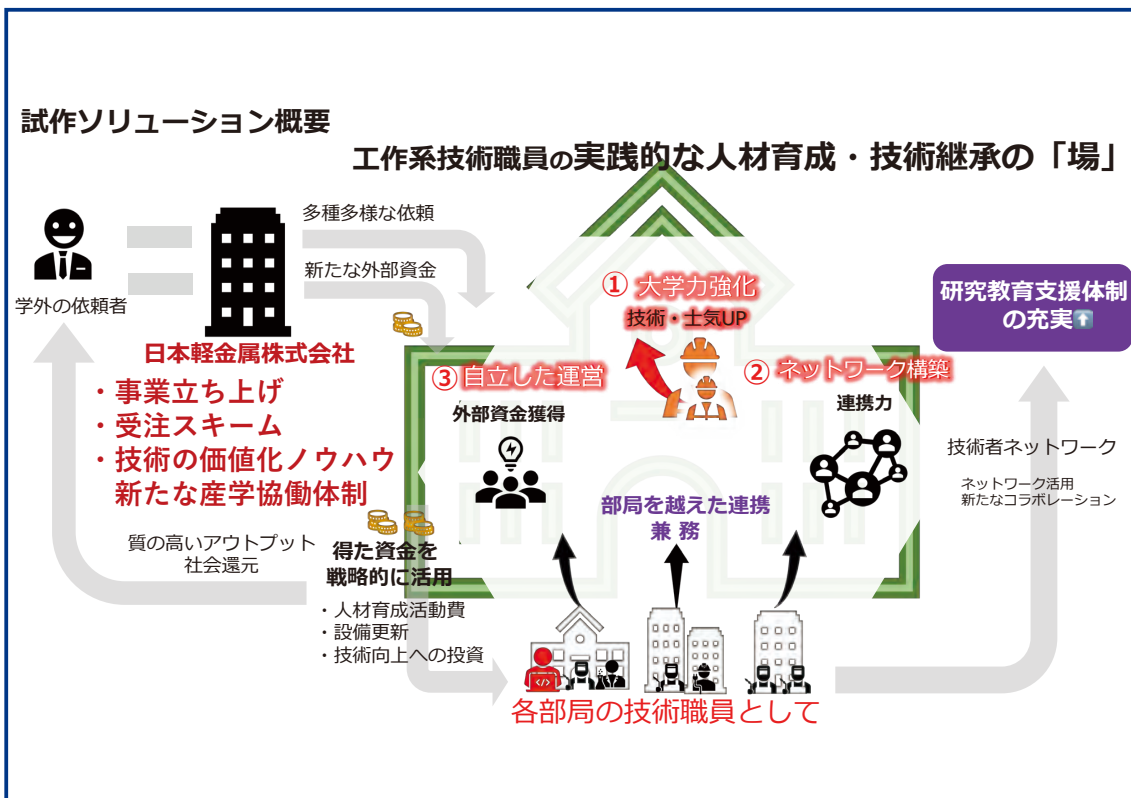 試作ソリューション概要
工作系技術職員の実践的な人材育成・技術継承の「場」
多種多様な依頼
新たな外部資金
学外の依頼者
日本軽金属株式会社
・事業立ち上げ
・受注スキーム
・技術の価値化ノウハウ
新たな産学協働体制
① 大学力強化
技術・士気UP
② ネットワーク構築
連携力
③ 自立した運営
外部資金獲得
研究教育支援体制
の充実⬆
技術者ネットワーク
ネットワーク活用
新たなコラボレーション
部局を越えた連携
兼 務
質の高いアウトプット
社会還元
得た資金を
戦略的に活用
・人材育成活動費
・設備更新
・技術向上への投資
</>
各部局の技術職員として